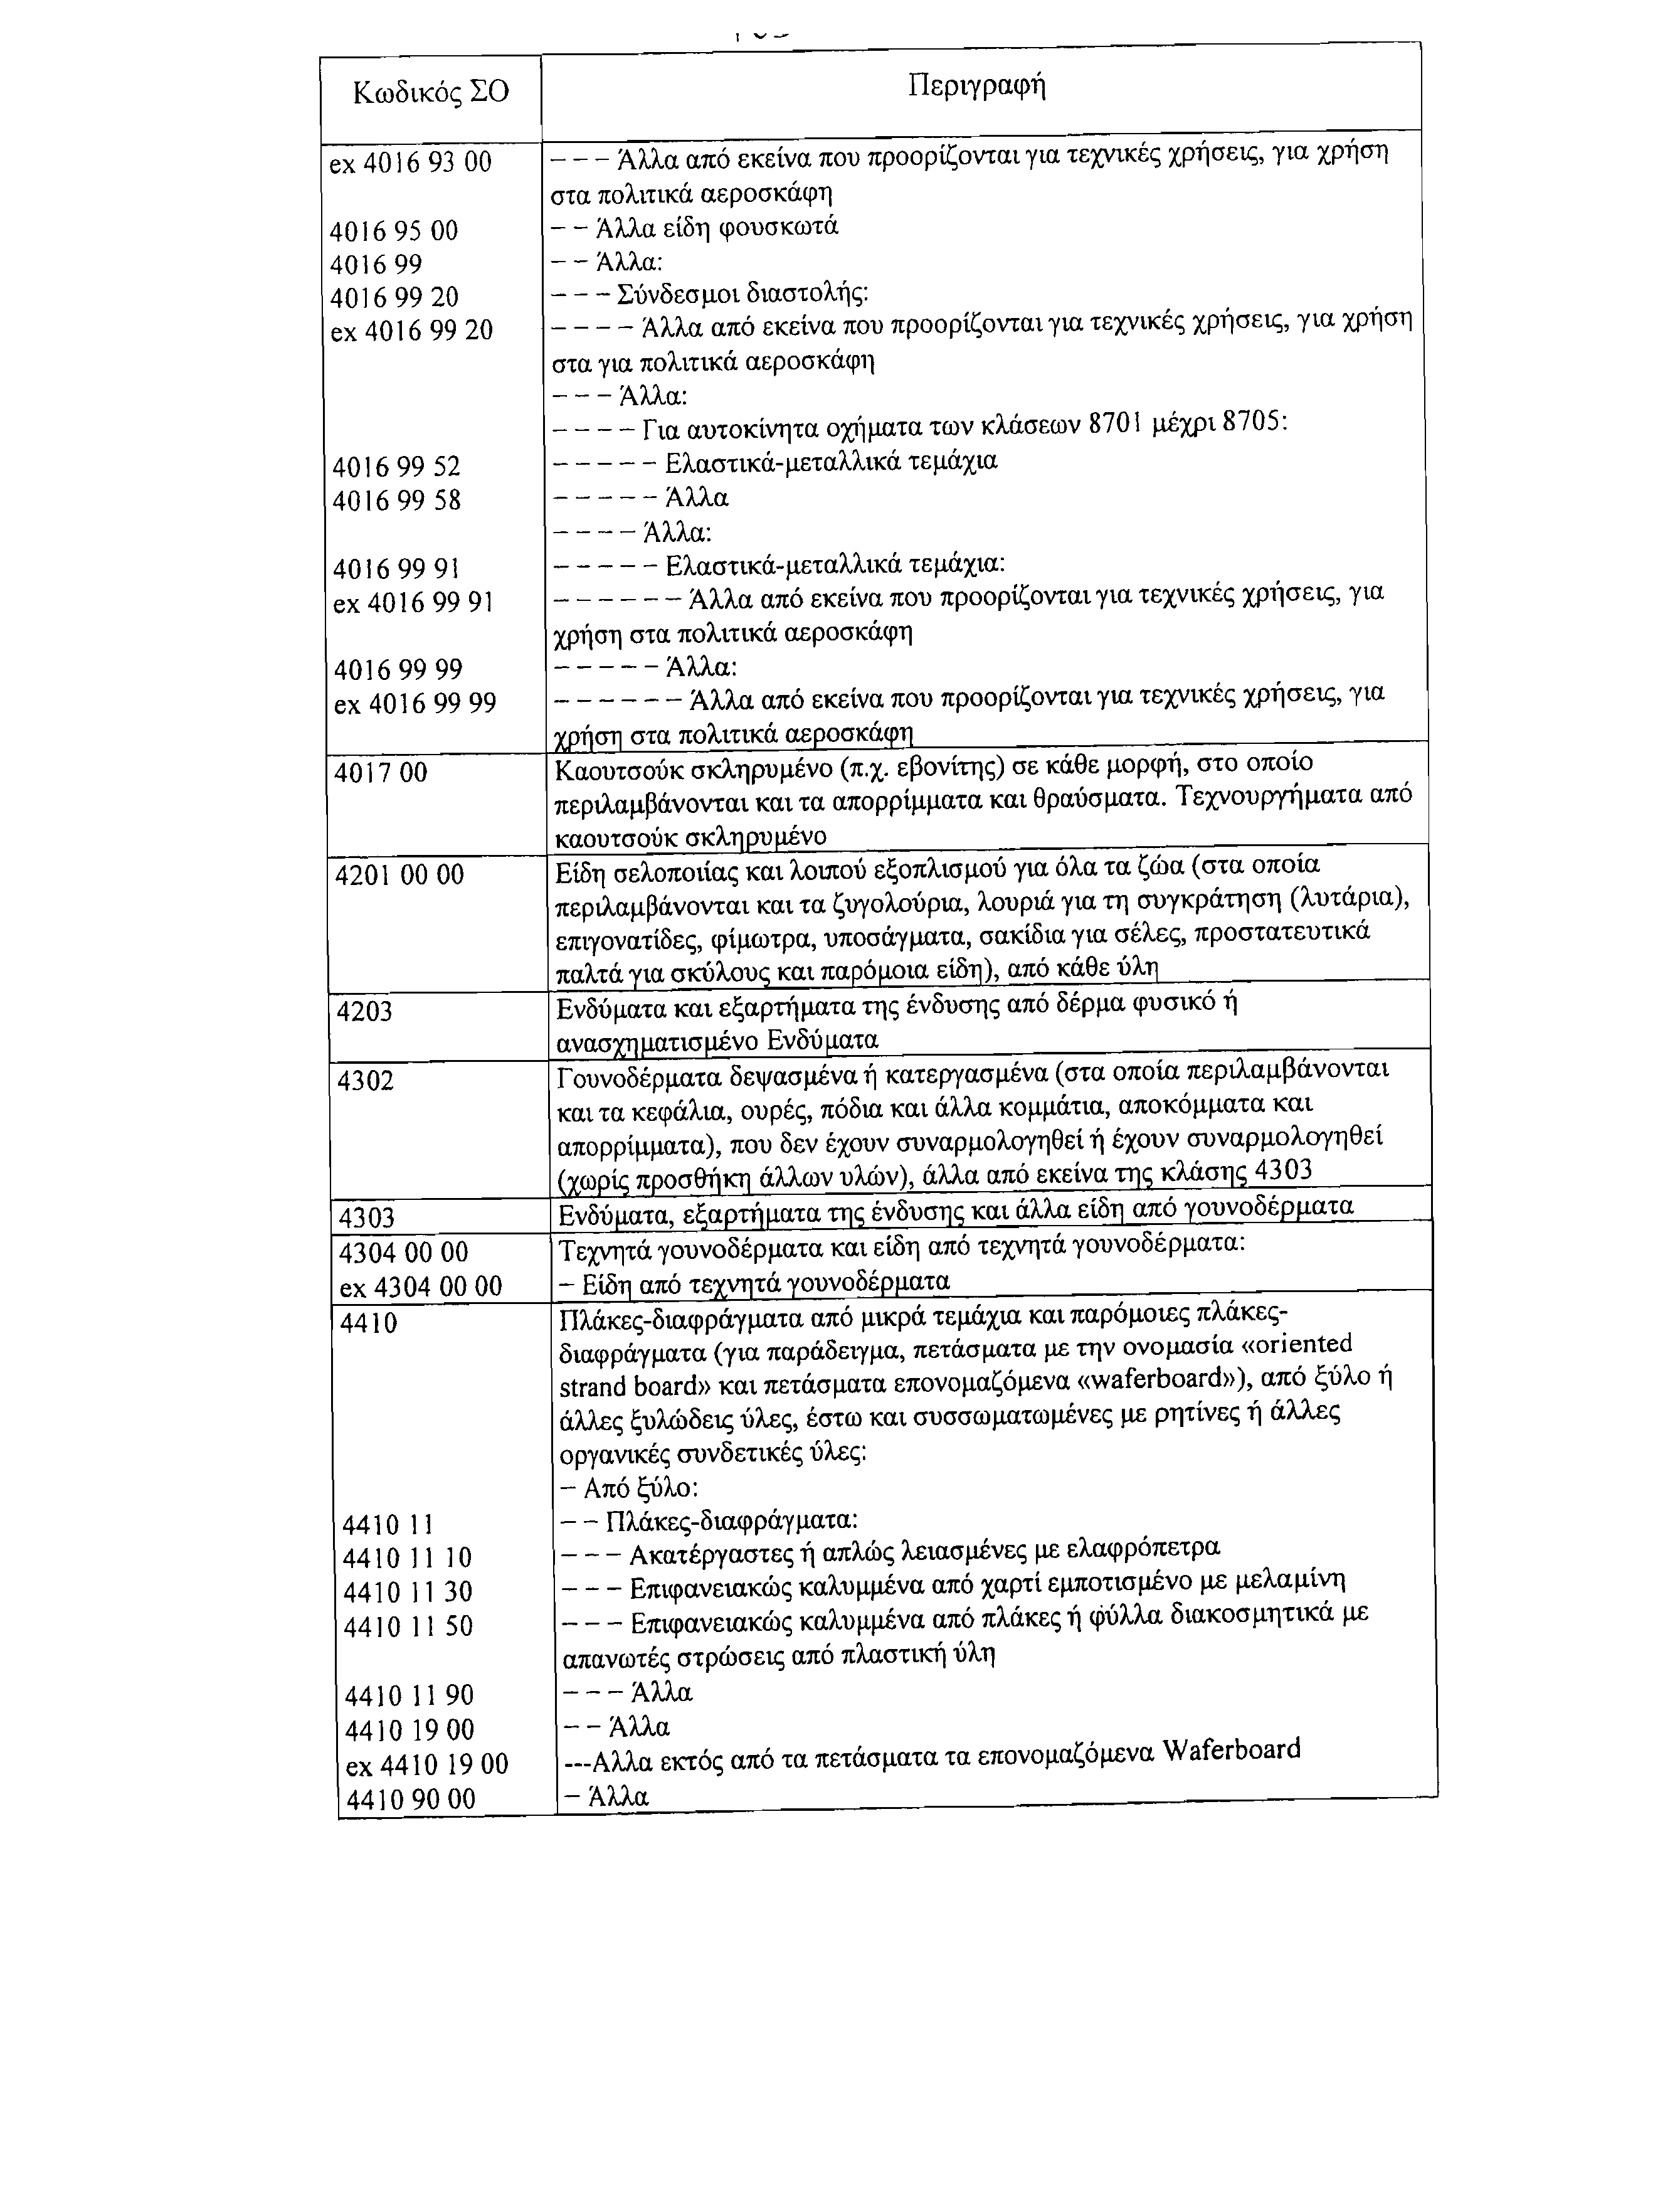 Κωδικός ΣΟ Περιγραφή
ex 4016 93 00 – – – Άλλα από εκείνα που προορίζονται για τεχνικές χρήσεις, για χρήση
στα πολιτικά αεροσκάφη
4016 95 00 – – Άλλα είδη φουσκωτά
4016 99 – – Άλλα:
4016 99 20 – – – Σύνδεσμοι διαστολής:
ex 4016 99 20 – – – – Άλλα από εκείνα που προορίζονται για τεχνικές χρήσεις, για χρήση
στα για πολιτικά αεροσκάφη
– – – Άλλα:
– – – – Για αυτοκίνητα οχήματα των κλάσεων 8701 μέχρι 8705:
4016 99 52 – – – – – Ελαστικά-μεταλλικά τεμάχια
4016 99 58 – – – – – Άλλα
– – – – Άλλα:
4016 99 91 – – – – – Ελαστικά-μεταλλικά τεμάχια:
ex 4016 99 91 – – – – – – Άλλα από εκείνα που προορίζονται για τεχνικές χρήσεις, για
χρήση στα πολιτικά αεροσκάφη
4016 99 99 – – – – – Άλλα:
ex 4016 99 99 – – – – – – Άλλα από εκείνα που προορίζονται για τεχνικές χρήσεις, για
χρήση στα πολιτικά αεροσκάφη
4017 00 Καουτσούκ σκληρυμένο (π.χ. εβονίτης) σε κάθε μορφή, στο οποίο
περιλαμβάνονται και τα απορρίμματα και θραύσματα. Τεχνουργήματα από
καουτσούκ σκληρυμένο
4201 00 00 Είδη σελοποιίας και λοιπού εξοπλισμού για όλα τα ζώα (στα οποία
περιλαμβάνονται και τα ζυγολούρια, λουριά για τη συγκράτηση (λυτάρια),
επιγονατίδες, φίμωτρα, υποσάγματα, σακίδια για σέλες, προστατευτικά
παλτά για σκύλους και παρόμοια είδη), από κάθε ύλη
4203 Ενδύματα και εξαρτήματα της ένδυσης από δέρμα φυσικό ή
ανασχηματισμένο Ενδύματα
4302 Γουνοδέρματα δεψασμένα ή κατεργασμένα (στα οποία περιλαμβάνονται
και τα κεφάλια, ουρές, πόδια και άλλα κομμάτια, αποκόμματα και
απορρίμματα), που δεν έχουν συναρμολογηθεί ή έχουν συναρμολογηθεί
(χωρίς προσθήκη άλλων υλών), άλλα από εκείνα της κλάσης 4303
4303 Ενδύματα, εξαρτήματα της ένδυσης και άλλα είδη από γουνοδέρματα
4304 00 00 Τεχνητά γουνοδέρματα και είδη από τεχνητά γουνοδέρματα:
ex 4304 00 00 – Είδη από τεχνητά γουνοδέρματα
4410 Πλάκες-διαφράγματα από μικρά τεμάχια και παρόμοιες πλάκες-
διαφράγματα (για παράδειγμα, πετάσματα με την ονομασία «oriented
strand board» και πετάσματα επονομαζόμενα «waferboard»), από ξύλο ή
άλλες ξυλώδεις ύλες, έστω και συσσωματωμένες με ρητίνες ή άλλες
οργανικές συνδετικές ύλες:
– Από ξύλο:
4410 11 – – Πλάκες-διαφράγματα:
4410 11 10 – – – Ακατέργαστες ή απλώς λειασμένες με ελαφρόπετρα
4410 11 30 – – – Επιφανειακώς καλυμμένα από χαρτί εμποτισμένο με μελαμίνη
4410 11 50 – – – Επιφανειακώς καλυμμένα από πλάκες ή φύλλα διακοσμητικά με
απανωτές στρώσεις από πλαστική ύλη
4410 11 90 – – – Άλλα
4410 19 00 – – Άλλα
ex 4410 19 00 ---Αλλα εκτός από τα πετάσματα τα επονομαζόμενα Waferboard
4410 90 00 – Άλλα